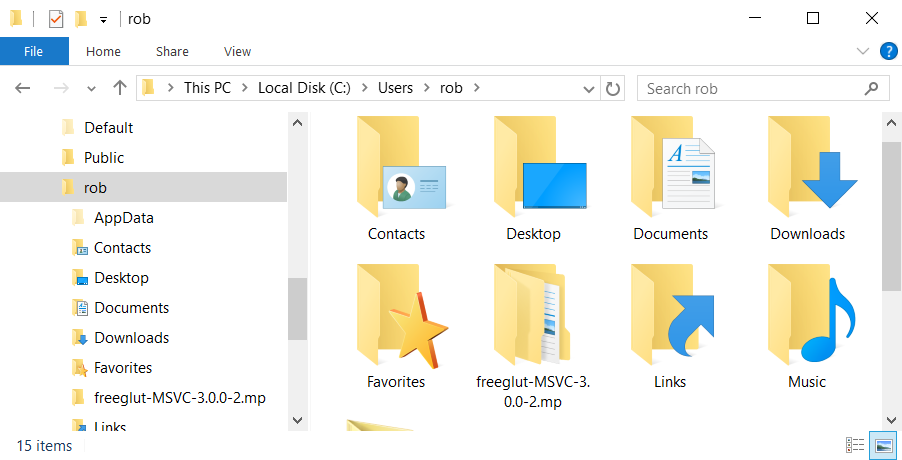 rob
File Home Share View
This PC Local Disk (C:) Users rob
Search rob
Default
Public
rob
AppData
Contacts
Desktop
Documents
Downloads
Favorites
freeglut-MSVC-3.0.0-2.mp
Links
Contacts Desktop Documents Downloads
Favorites freeglut-MSVC-3. Links Music
0.0-2.mp
15 items